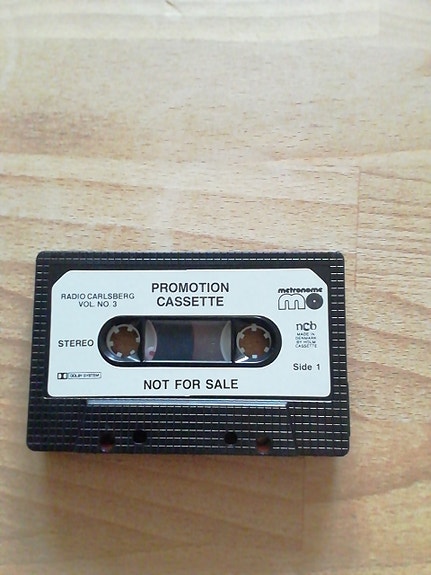 PROMOTION
CASSETTE
RADIO CARLSBERG
VOL. NO. 3
metronome
ncb
MADE IN
DENMARK
BY HOLM
CASSETTE
STEREO
Side 1
DOLBY SYSTEM
NOT FOR SALE